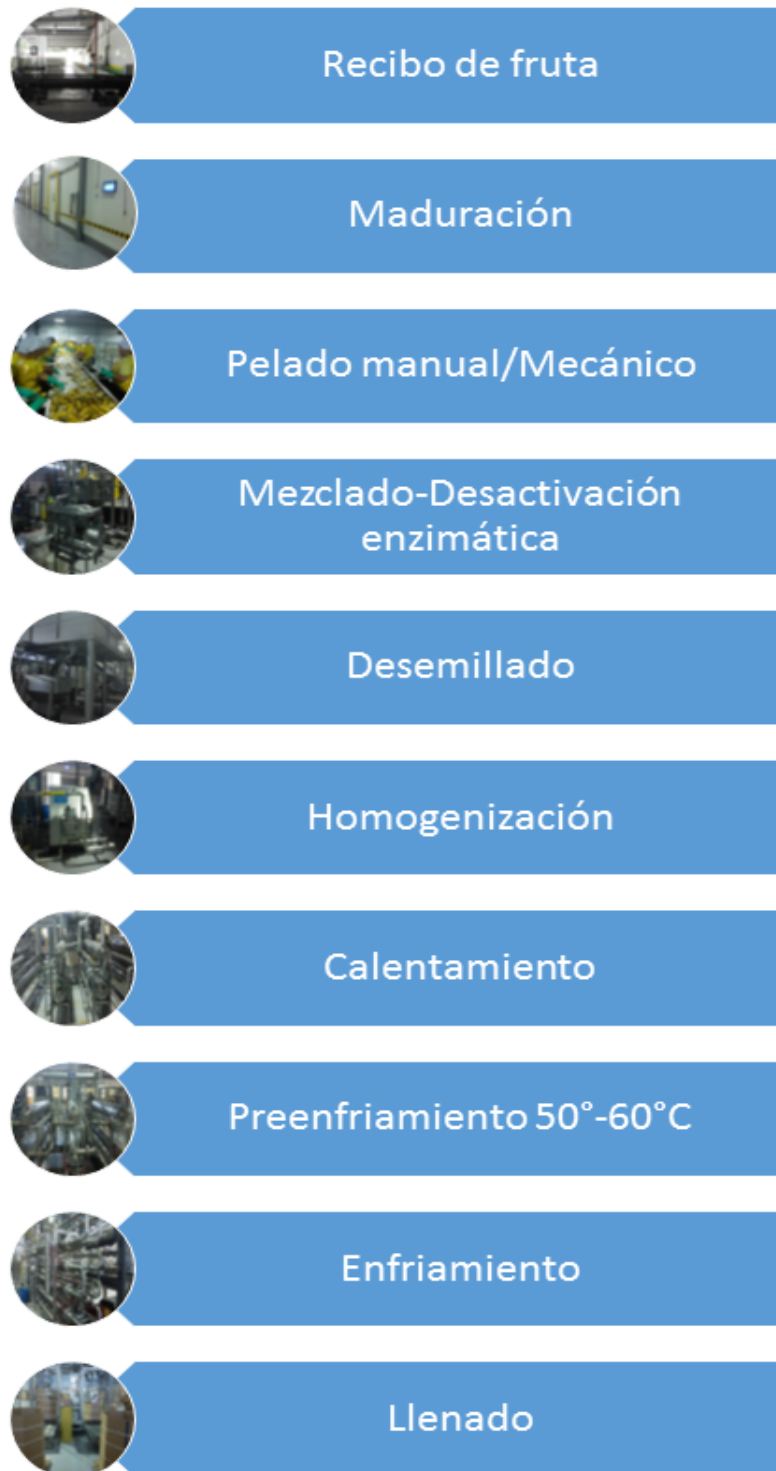 Recibo de fruta
Maduración
Pelado manual/Mecánico
Mezclado-Desactivación
enzimática
Desemillado
Homogenización
Calentamiento
Preenfriamiento 50°-60°C
Enfriamiento
Llenado